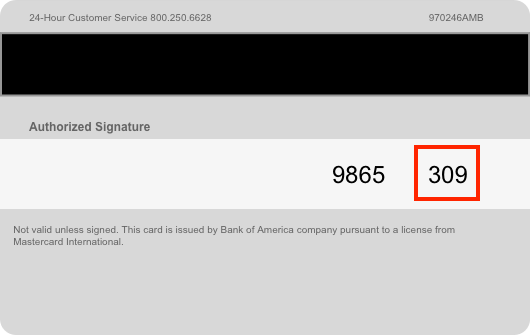 24-Hour Customer Service 800.250.6628 970246AMB
Authorized Signature
9865 309
Not valid unless signed. This card is issued by Bank of America company pursuant to a license from
Mastercard International.